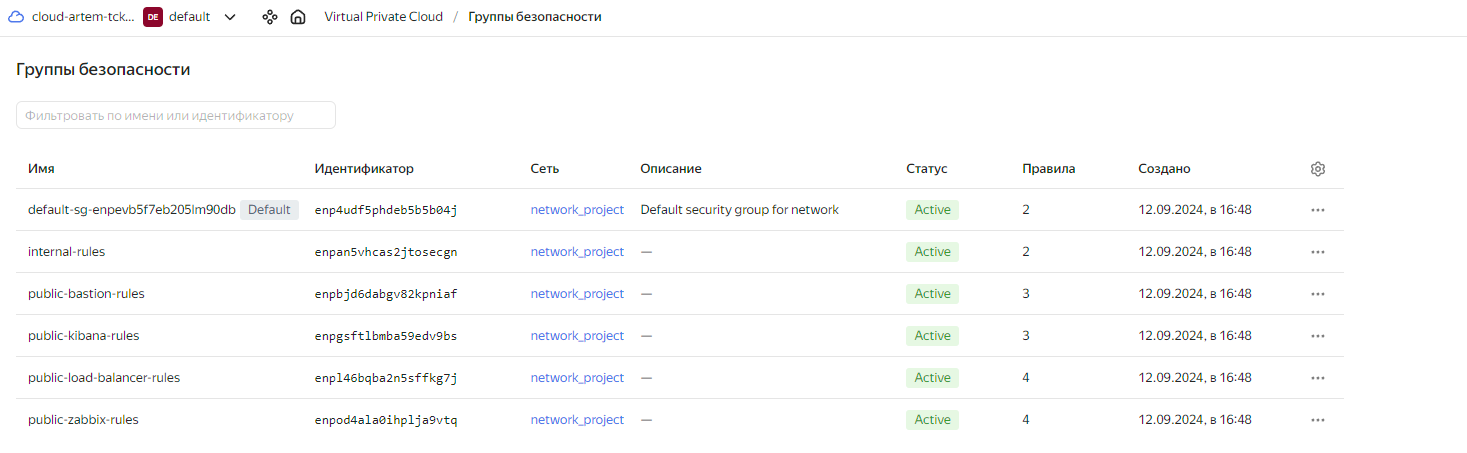 cloud-artem-tck... DE default Virtual Private Cloud / Группы безопасности
Группы безопасности
Фильтровать по имени или идентификатору
Имя Идентификатор Сеть Описание Статус Правила Создано
default-sg-enpevb5f7eb205lm90db Default enp4udf5phdeb5b5b04j network_project Default security group for network Active 2 12.09.2024, в 16:48
internal-rules enpan5vhcas2jtosecgn network_project — Active 2 12.09.2024, в 16:48
public-bastion-rules enpbjd6dabgv82kpniaf network_project — Active 3 12.09.2024, в 16:48
public-kibana-rules enpgsftlbmba59edv9bs network_project — Active 3 12.09.2024, в 16:48
public-load-balancer-rules enpl46bqba2n5sffkg7j network_project — Active 4 12.09.2024, в 16:48
public-zabbix-rules enpod4ala0ihplja9vtq network_project — Active 4 12.09.2024, в 16:48